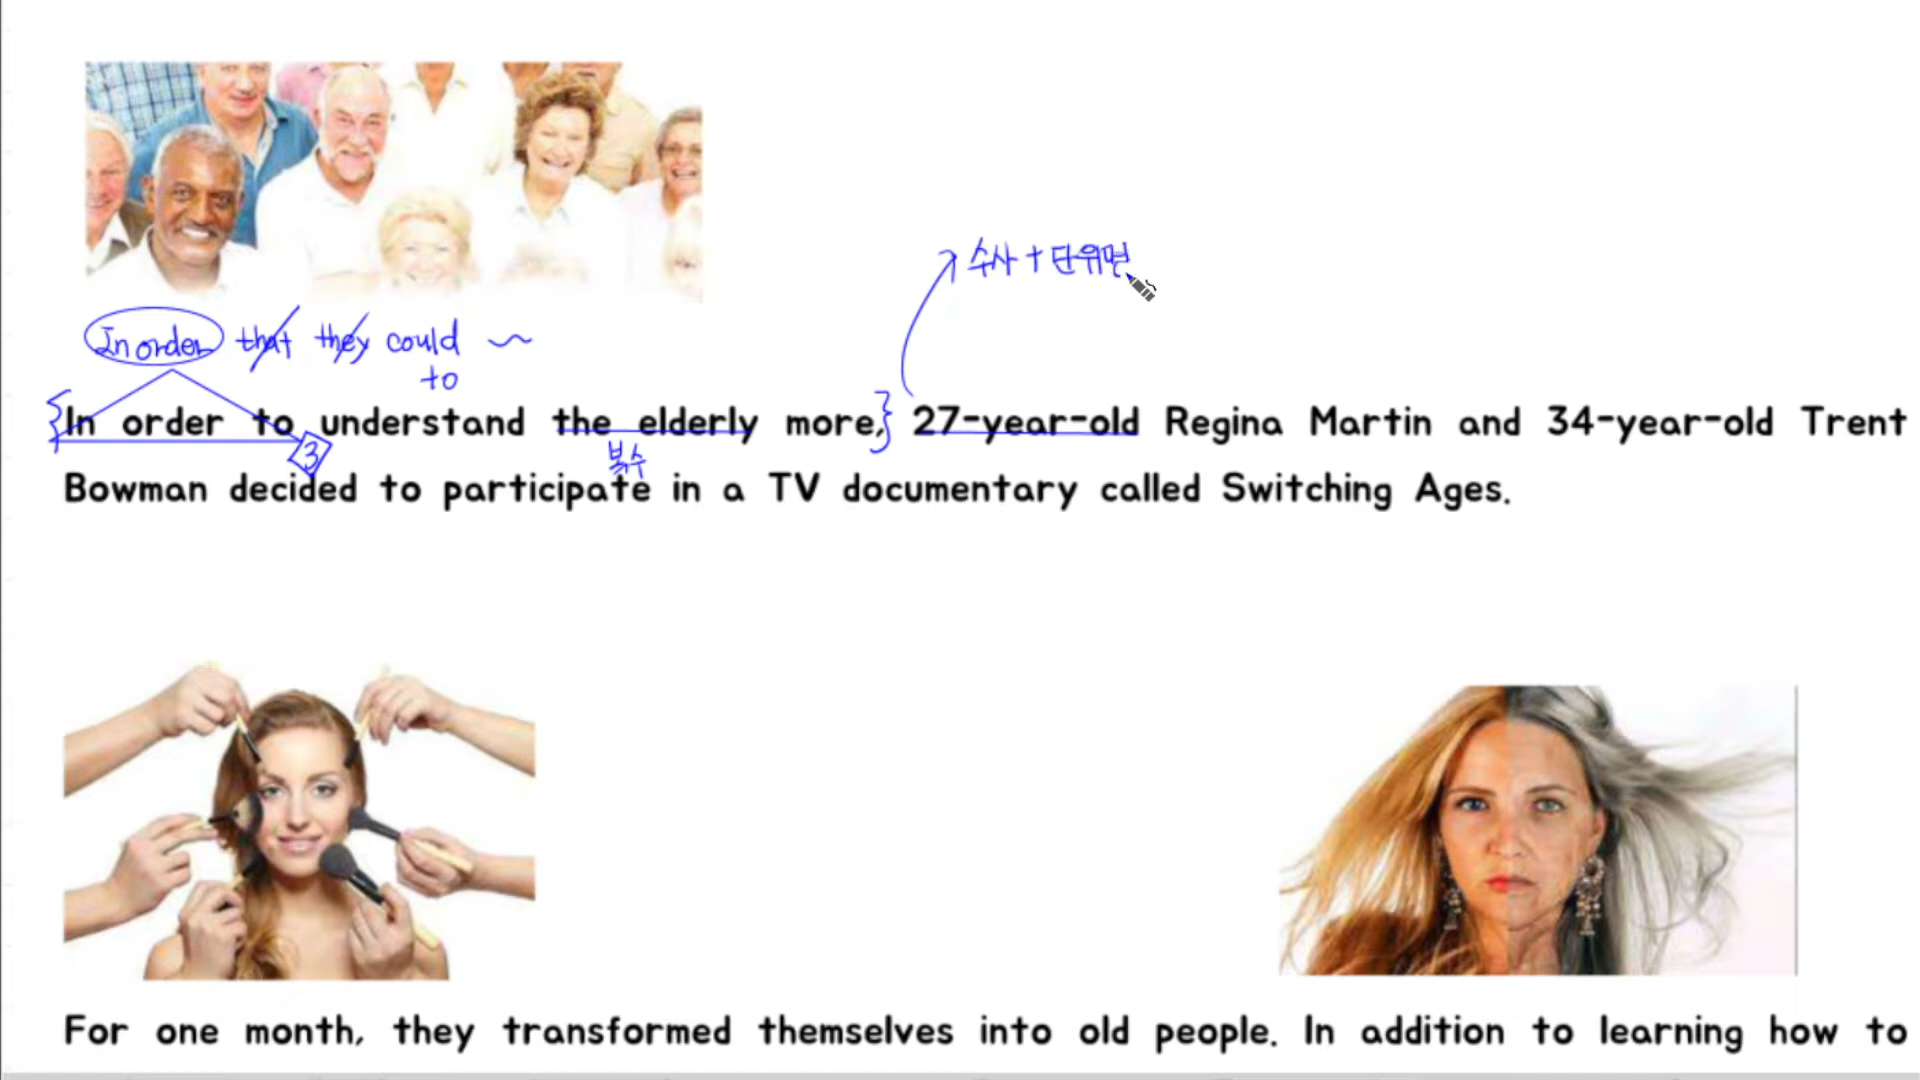 수사 + 단위명
In order that they could ~
to
In order to understand the elderly more, 27-year-old Regina Martin and 34-year-old Trent
3
복수
Bowman decided to participate in a TV documentary called Switching Ages.
For one month, they transformed themselves into old people. In addition to learning how to